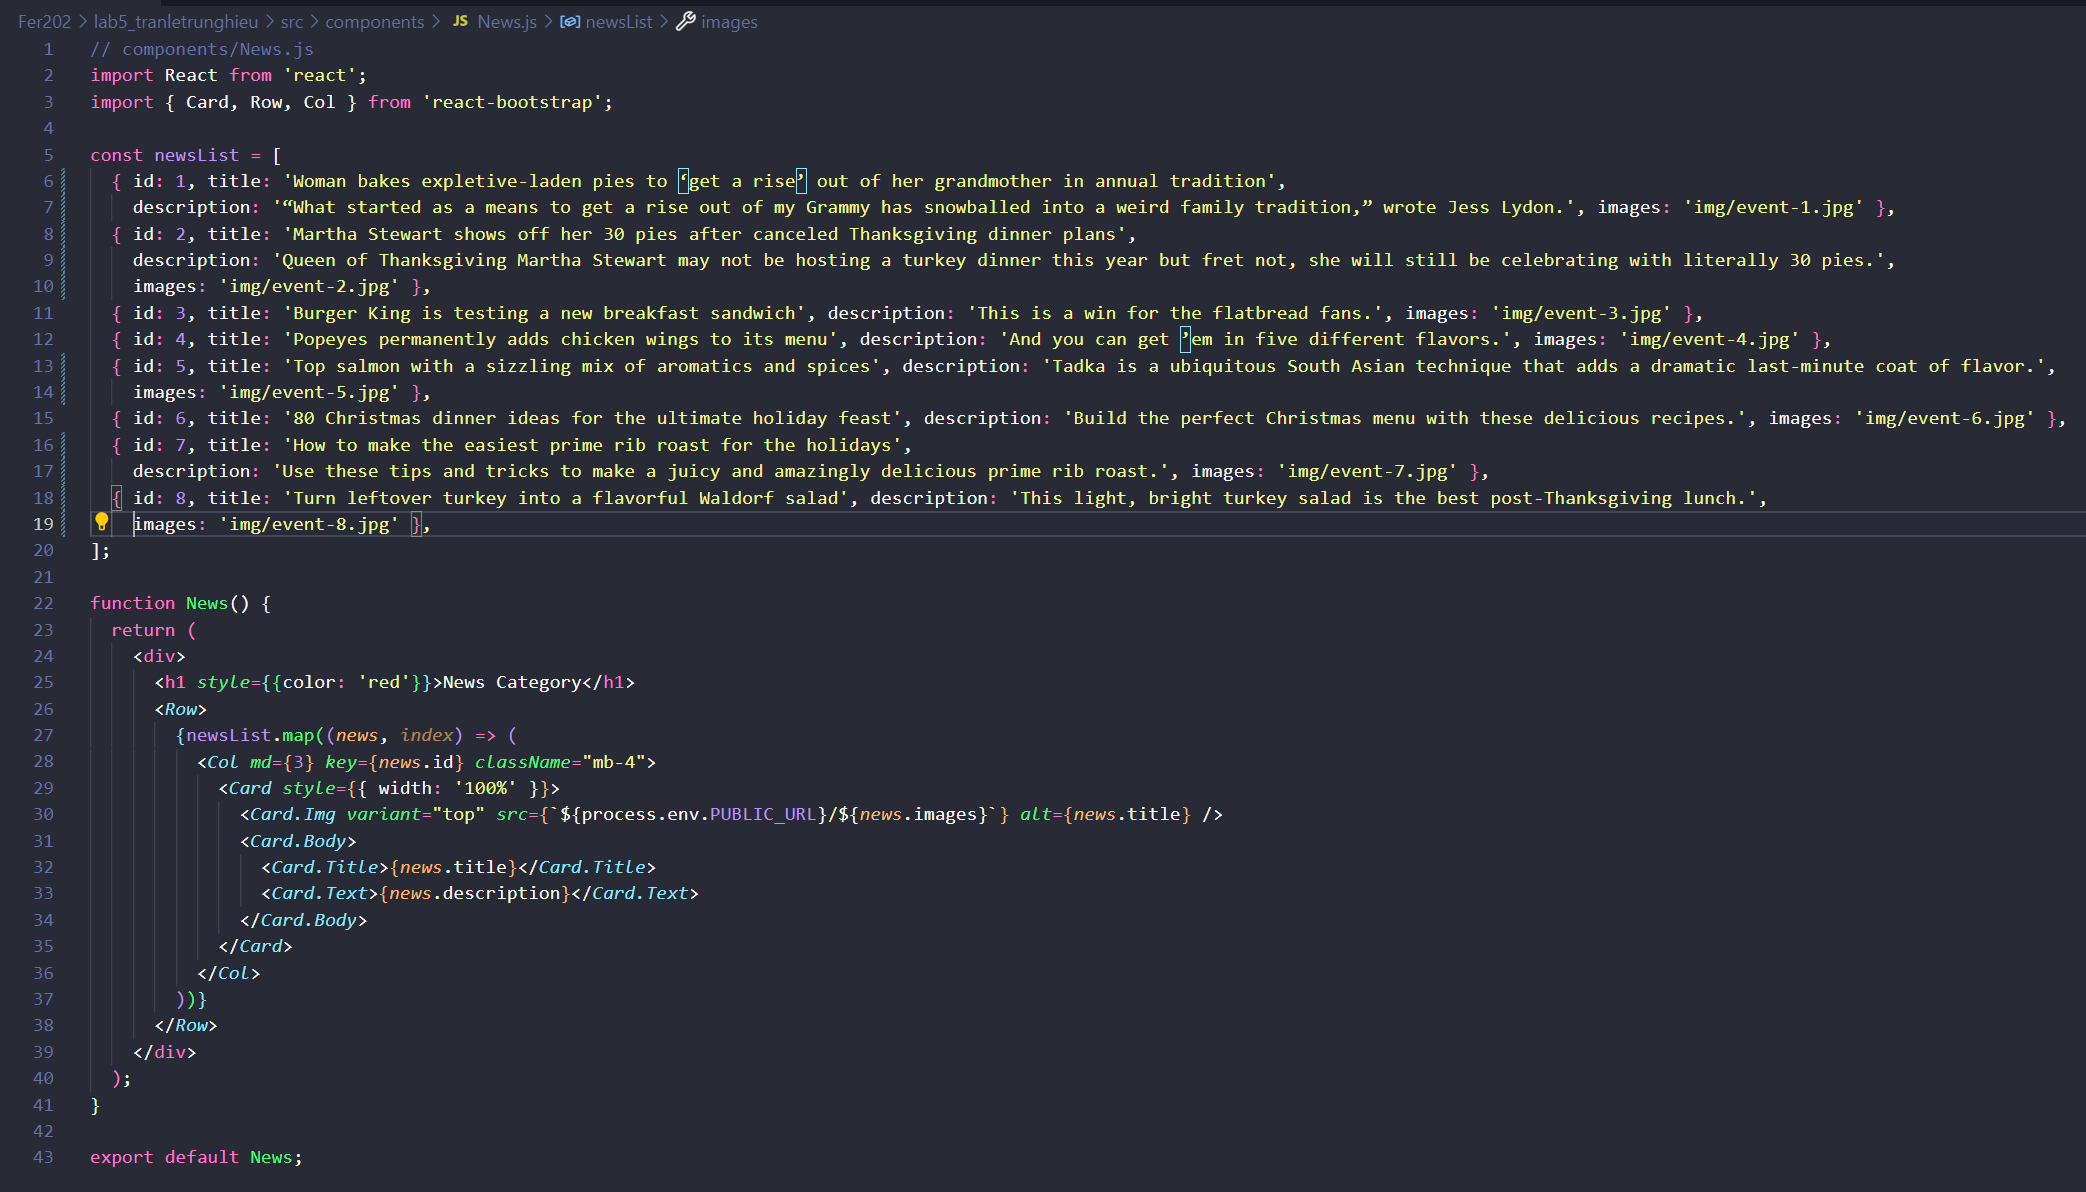 Fer202 > lab5_tranletrunghieu > src > components > JS News.js > newsList > images
1 // components/News.js
2 import React from 'react';
3 import { Card, Row, Col } from 'react-bootstrap';
4
5 const newsList = [
6 { id: 1, title: 'Woman bakes expletive-laden pies to ‘get a rise’ out of her grandmother in annual tradition',
7 description: '“What started as a means to get a rise out of my Grammy has snowballed into a weird family tradition,” wrote Jess Lydon.', images: 'img/event-1.jpg' },
8 { id: 2, title: 'Martha Stewart shows off her 30 pies after canceled Thanksgiving dinner plans',
9 description: 'Queen of Thanksgiving Martha Stewart may not be hosting a turkey dinner this year but fret not, she will still be celebrating with literally 30 pies.',
10 images: 'img/event-2.jpg' },
11 { id: 3, title: 'Burger King is testing a new breakfast sandwich', description: 'This is a win for the flatbread fans.', images: 'img/event-3.jpg' },
12 { id: 4, title: 'Popeyes permanently adds chicken wings to its menu', description: 'And you can get ’em in five different flavors.', images: 'img/event-4.jpg' },
13 { id: 5, title: 'Top salmon with a sizzling mix of aromatics and spices', description: 'Tadka is a ubiquitous South Asian technique that adds a dramatic last-minute coat of flavor.',
14 images: 'img/event-5.jpg' },
15 { id: 6, title: '80 Christmas dinner ideas for the ultimate holiday feast', description: 'Build the perfect Christmas menu with these delicious recipes.', images: 'img/event-6.jpg' },
16 { id: 7, title: 'How to make the easiest prime rib roast for the holidays',
17 description: 'Use these tips and tricks to make a juicy and amazingly delicious prime rib roast.', images: 'img/event-7.jpg' },
18 { id: 8, title: 'Turn leftover turkey into a flavorful Waldorf salad', description: 'This light, bright turkey salad is the best post-Thanksgiving lunch.',
19 images: 'img/event-8.jpg' },
20 ];
21
22 function News() {
23 return (
24 <div>
25 <h1 style={{color: 'red'}}>News Category</h1>
26 <Row>
27 {newsList.map((news, index) => (
28 <Col md={3} key={news.id} className="mb-4">
29 <Card style={{ width: '100%' }}>
30 <Card.Img variant="top" src={`${process.env.PUBLIC_URL}/${news.images}`} alt={news.title} />
31 <Card.Body>
32 <Card.Title>{news.title}</Card.Title>
33 <Card.Text>{news.description}</Card.Text>
34 </Card.Body>
35 </Card>
36 </Col>
37 ))}
38 </Row>
39 </div>
40 );
41 }
42
43 export default News;